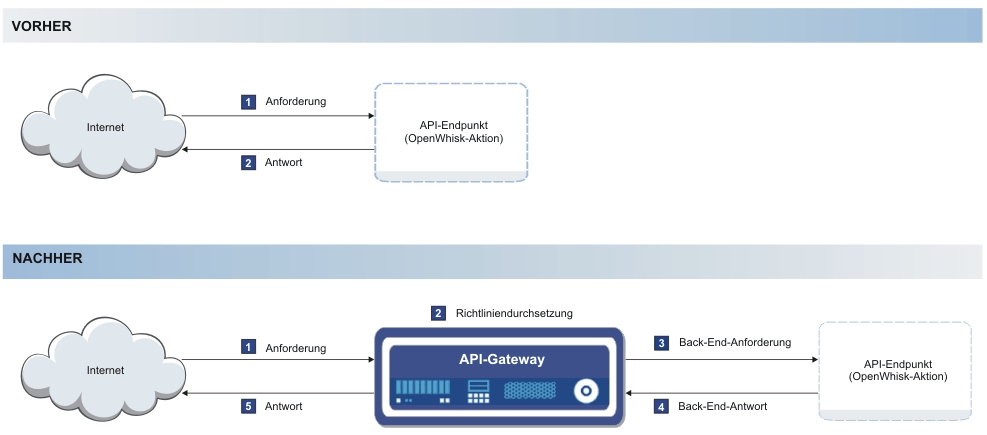 VORHER
1 Anforderung
Internet
API-Endpunkt
(OpenWhisk-Aktion)
2 Antwort
NACHHER
2 Richtliniendurchsetzung
1 Anforderung
3 Back-End-Anforderung
API-Gateway
Internet
API-Endpunkt
(OpenWhisk-Aktion)
5 Antwort
4 Back-End-Antwort